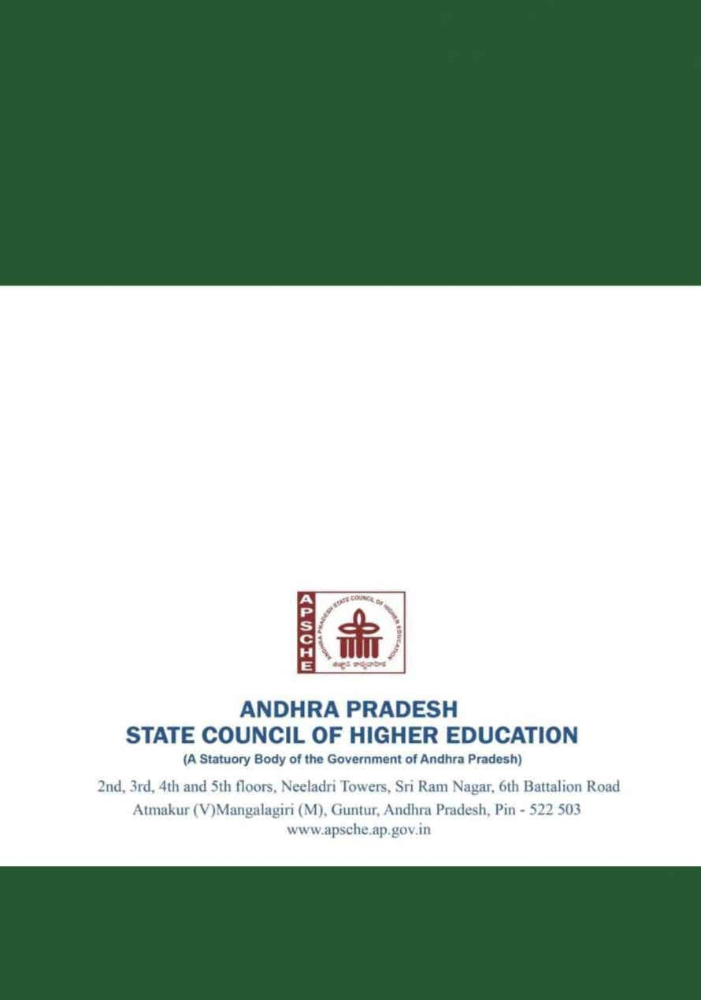 APSCHE
ANDHRA PRADESH STATE COUNCIL OF HIGHER EDUCATION
ANDHRA PRADESH
STATE COUNCIL OF HIGHER EDUCATION
(A Statuory Body of the Government of Andhra Pradesh)
2nd, 3rd, 4th and 5th floors, Neeladri Towers, Sri Ram Nagar, 6th Battalion Road
Atmakur (V)Mangalagiri (M), Guntur, Andhra Pradesh, Pin - 522 503
www.apsche.ap.gov.in